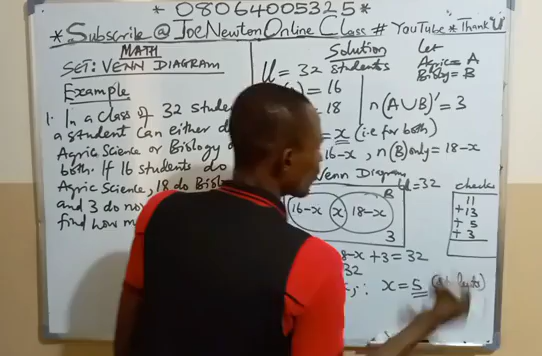 + 08064005325 *
*Subscribe @ JoeNewtonOnline Class # YouTube * Thank U
MATH
SET: VENN DIAGRAM
Example
1. In a class of 32
a student can either
Agric Science or Biology
both. If 16 students do
Agric Science, 18 do
and 3 do
find how
Solution
U = 32 students
= 16
18
= x (i.e for both)
16-x, n(B) only = 18-x
Venn Diagram
Let
Agric = A
Biology = B
n(A∪B)' = 3
U = 32
B
16-x x 18-x
3
8-x + 3 = 32
32
∴ x = 5
check
11
+ 13
+ 5
+ 3